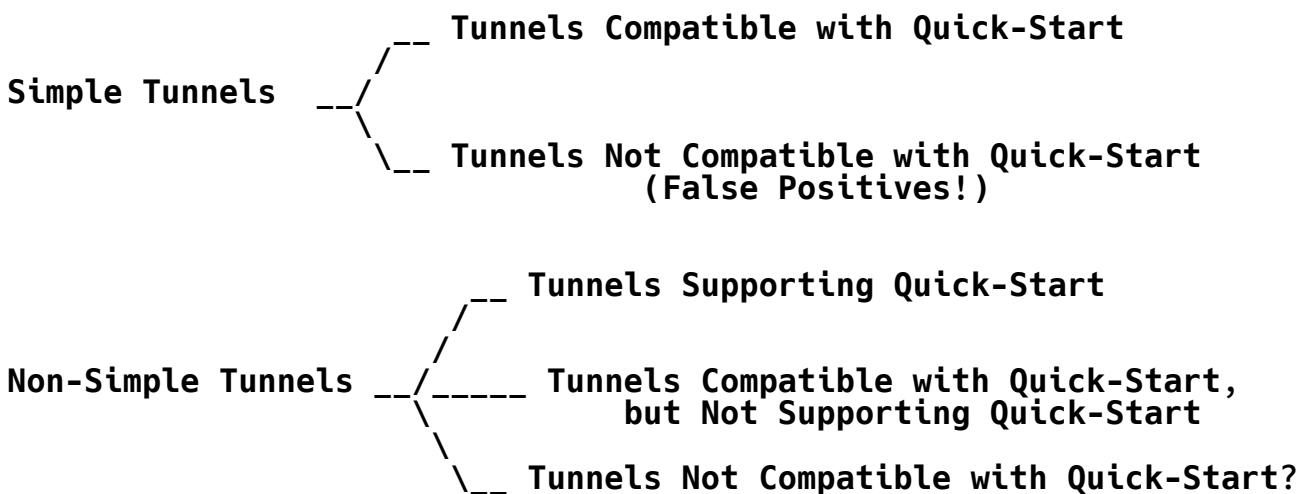 Tunnels Compatible with Quick-Start
Simple Tunnels
Tunnels Not Compatible with Quick-Start
(False Positives!)
Tunnels Supporting Quick-Start
Non-Simple Tunnels
Tunnels Compatible with Quick-Start,
but Not Supporting Quick-Start
Tunnels Not Compatible with Quick-Start?